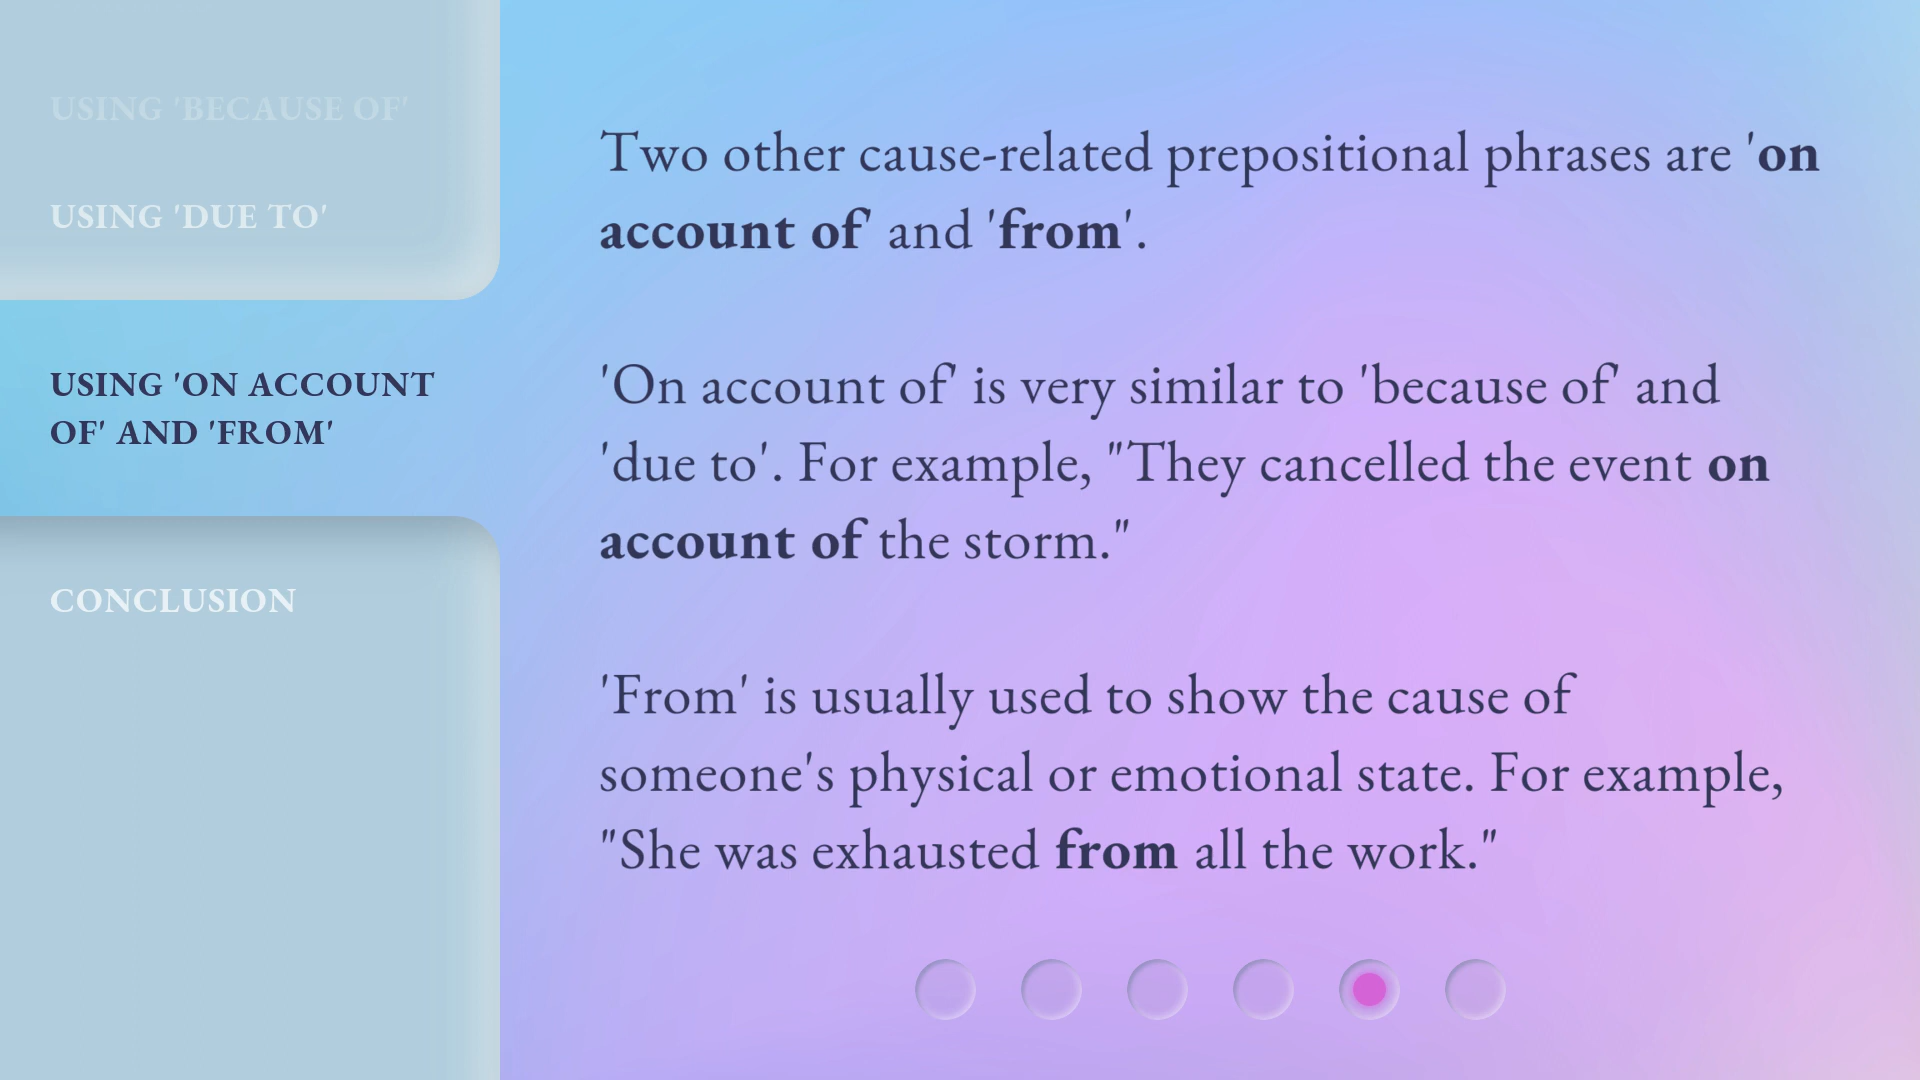 USING 'BECAUSE OF'
USING 'DUE TO'
USING 'ON ACCOUNT
OF' AND 'FROM'
CONCLUSION
Two other cause-related prepositional phrases are 'on
account of' and 'from'.
'On account of' is very similar to 'because of' and
'due to'. For example, "They cancelled the event on
account of the storm."
'From' is usually used to show the cause of
someone's physical or emotional state. For example,
"She was exhausted from all the work."